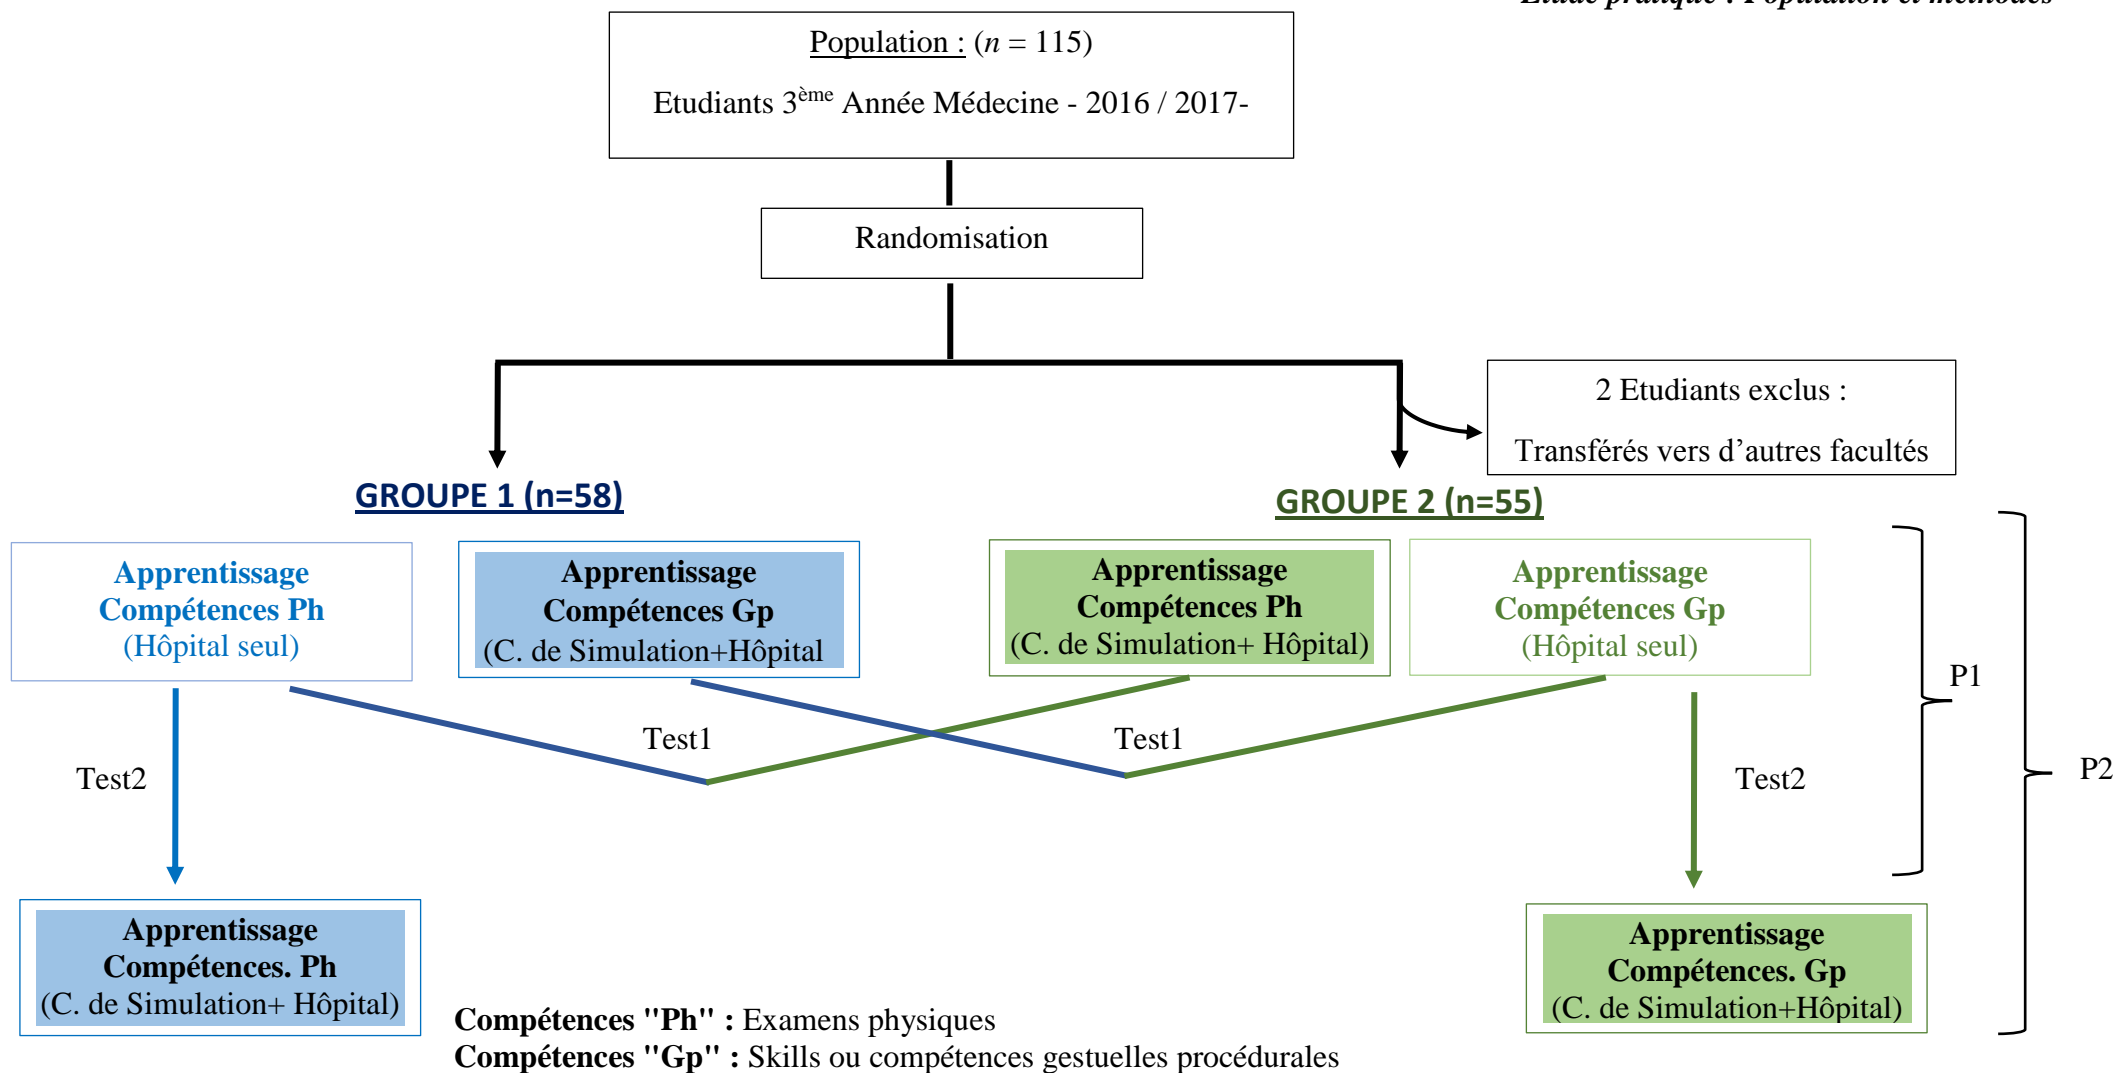 Etude pratique : Population et méthodes
Population : (n = 115)
Etudiants 3ème Année Médecine - 2016 / 2017-
Randomisation
2 Etudiants exclus :
Transférés vers d’autres facultés
GROUPE 1 (n=58)
GROUPE 2 (n=55)
Apprentissage
Compétences Ph
(Hôpital seul)
Apprentissage
Compétences Gp
(C. de Simulation+Hôpital
Apprentissage
Compétences Ph
(C. de Simulation+ Hôpital)
Apprentissage
Compétences Gp
(Hôpital seul)
P1
Test1
Test1
Test2
Test2
P2
Apprentissage
Compétences. Ph
(C. de Simulation+ Hôpital)
Apprentissage
Compétences. Gp
(C. de Simulation+Hôpital)
Compétences "Ph" : Examens physiques
Compétences "Gp" : Skills ou compétences gestuelles procédurales